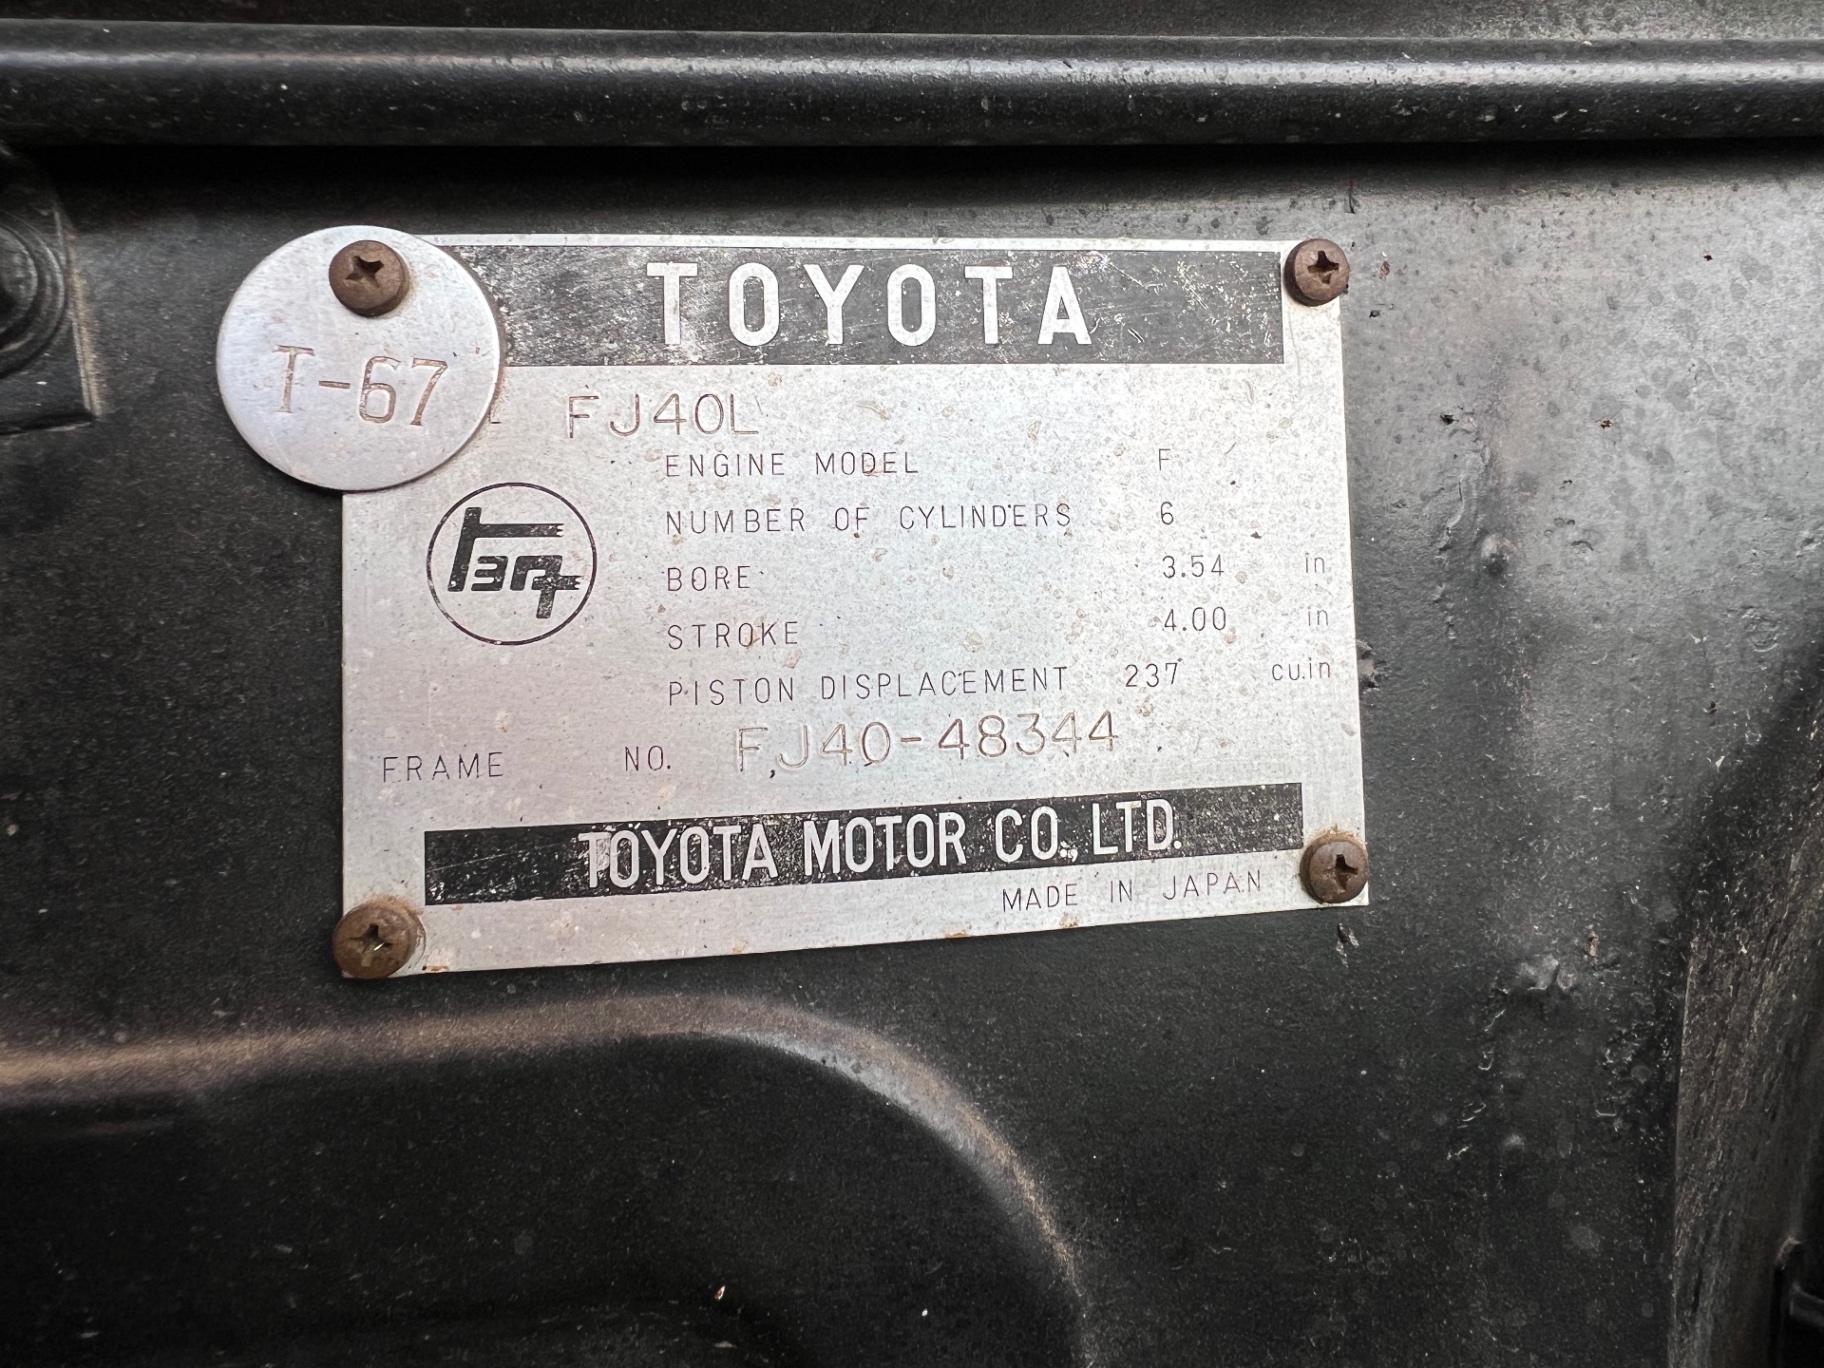 TOYOTA
T-67
FJ40L
ENGINE MODEL F
NUMBER OF CYLINDERS 6
BORE 3.54 in
STROKE 4.00 in
PISTON DISPLACEMENT 237 cu.in
FRAME NO. FJ40-48344
TOYOTA MOTOR CO., LTD.
MADE IN JAPAN